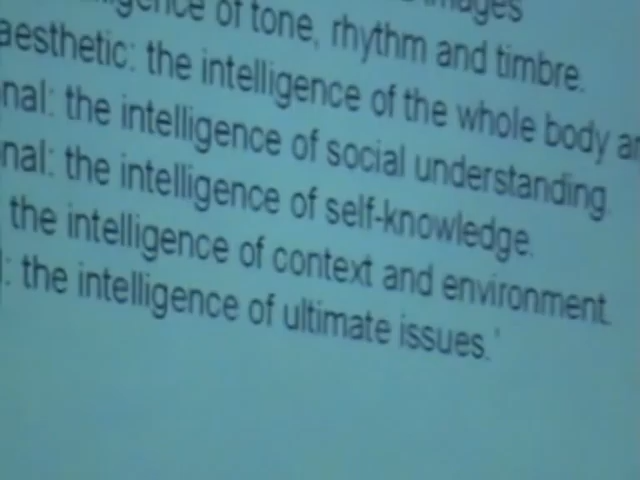 images
of tone, rhythm and timbre.
aesthetic: the intelligence of the whole body
nal: the intelligence of social understanding.
nal: the intelligence of self-knowledge.
the intelligence of context and environment.
: the intelligence of ultimate issues.'